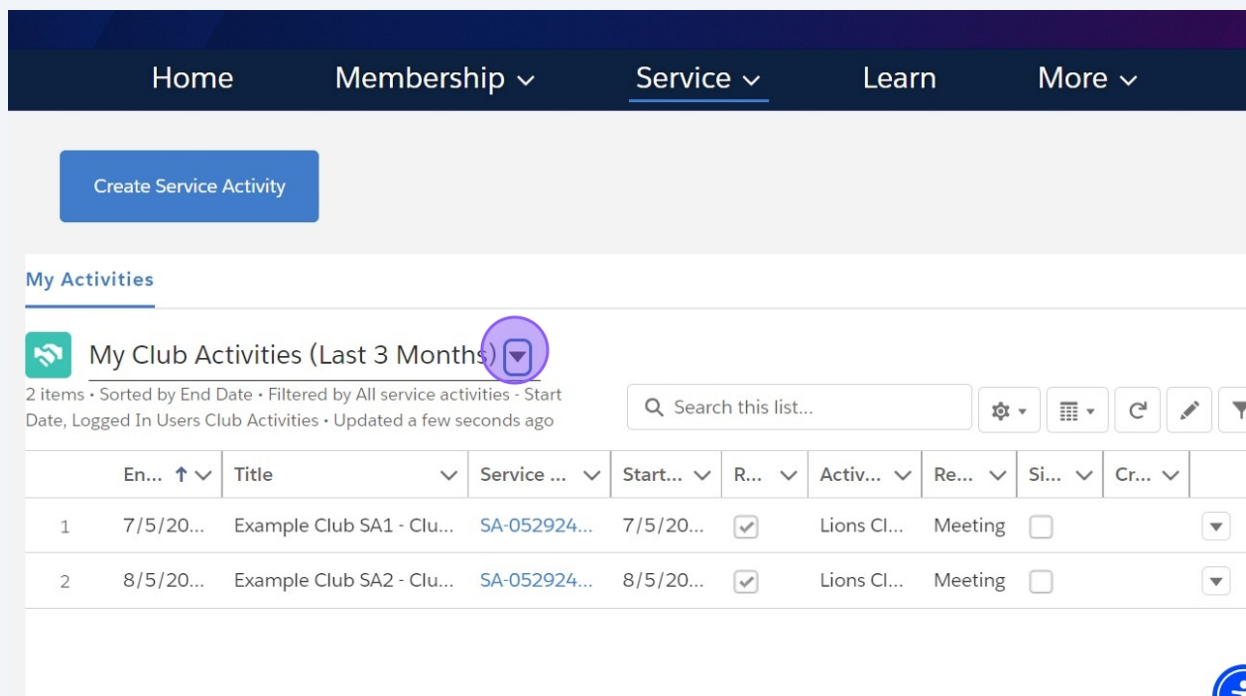 Home Membership Service Learn More
Create Service Activity
My Activities
My Club Activities (Last 3 Months)
2 items • Sorted by End Date • Filtered by All service activities - Start
Date, Logged In Users Club Activities • Updated a few seconds ago
Search this list...
En... Title Service ... Start... R... Activ... Re... Si... Cr...
1 7/5/20... Example Club SA1 - Clu... SA-052924... 7/5/20... Lions Cl... Meeting
2 8/5/20... Example Club SA2 - Clu... SA-052924... 8/5/20... Lions Cl... Meeting